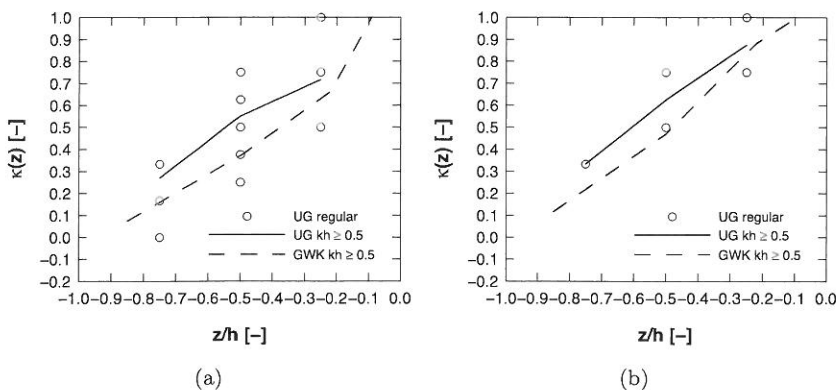 1.0
0.9
0.8
0.7
0.6
0.5
0.4
0.3
0.2
0.1
0.0
−0.1
−0.2
κ(z) [−]
UG regular
UG kh ≥ 0.5
GWK kh ≥ 0.5
−1.0−0.9−0.8−0.7−0.6−0.5−0.4−0.3−0.2−0.1 0.0
z/h [−]
(a)
1.0
0.9
0.8
0.7
0.6
0.5
0.4
0.3
0.2
0.1
0.0
−0.1
−0.2
κ(z) [−]
UG regular
UG kh ≥ 0.5
GWK kh ≥ 0.5
−1.0−0.9−0.8−0.7−0.6−0.5−0.4−0.3−0.2−0.1 0.0
z/h [−]
(b)